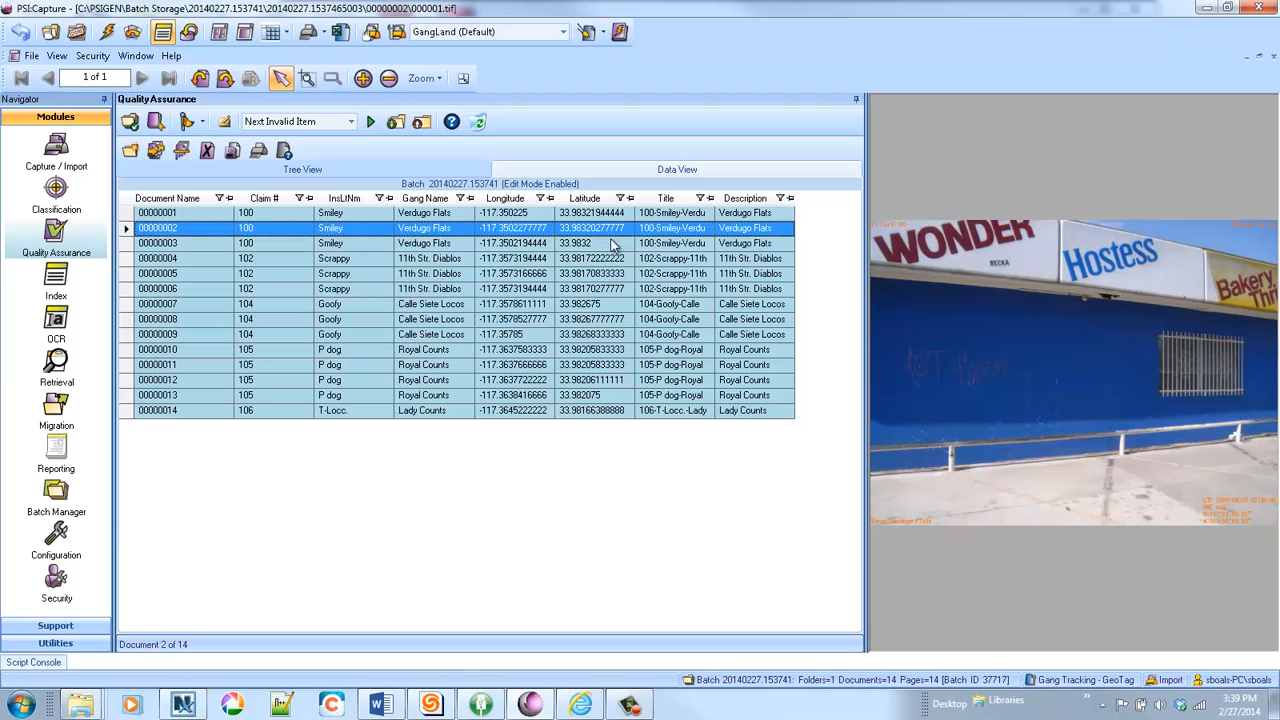 PSI:Capture - [C:\PSIGEN\Batch Storage\20140227.153741\20140227.1537465003\00000002\000001.tif]
GangLand (Default)
File View Security Window Help
1 of 1
Zoom
Navigator
Modules
Capture / Import
Classification
Quality Assurance
Index
OCR
Retrieval
Migration
Reporting
Batch Manager
Configuration
Security
Support
Utilities
Script Console
Quality Assurance
Next Invalid Item
Tree View Data View
Batch 20140227.153741 (Edit Mode Enabled)
Document Name Claim # InsLtNm Gang Name Longitude Latitude Title Description
00000001 100 Smiley Verdugo Flats -117.350225 33.98321944444 100-Smiley-Verdu Verdugo Flats
00000002 100 Smiley Verdugo Flats -117.3502277777 33.98320277777 100-Smiley-Verdu Verdugo Flats
00000003 100 Smiley Verdugo Flats -117.3502194444 33.9832 100-Smiley-Verdu Verdugo Flats
00000004 102 Scrappy 11th Str. Diablos -117.3573194444 33.98172222222 102-Scrappy-11th 11th Str. Diablos
00000005 102 Scrappy 11th Str. Diablos -117.3573166666 33.98170833333 102-Scrappy-11th 11th Str. Diablos
00000006 102 Scrappy 11th Str. Diablos -117.3573194444 33.98170277777 102-Scrappy-11th 11th Str. Diablos
00000007 104 Goofy Calle Siete Locos -117.3578611111 33.982675 104-Goofy-Calle Calle Siete Locos
00000008 104 Goofy Calle Siete Locos -117.3578527777 33.98267777777 104-Goofy-Calle Calle Siete Locos
00000009 104 Goofy Calle Siete Locos -117.35785 33.98268333333 104-Goofy-Calle Calle Siete Locos
00000010 105 P dog Royal Counts -117.3637583333 33.98205833333 105-P dog-Royal Royal Counts
00000011 105 P dog Royal Counts -117.3637666666 33.98205833333 105-P dog-Royal Royal Counts
00000012 105 P dog Royal Counts -117.3637722222 33.98206111111 105-P dog-Royal Royal Counts
00000013 105 P dog Royal Counts -117.3638416666 33.982075 105-P dog-Royal Royal Counts
00000014 106 T-Locc. Lady Counts -117.3645222222 33.98166388888 106-T-Locc.-Lady Lady Counts
Document 2 of 14
WONDER
RECKA
Hostess
Bakery
Batch 20140227.153741: Folders=1 Documents=14 Pages=14 [Batch ID 37717] Gang Tracking - GeoTag Import sboals-PC\sboals
Desktop Libraries
3:39 PM
2/27/2014